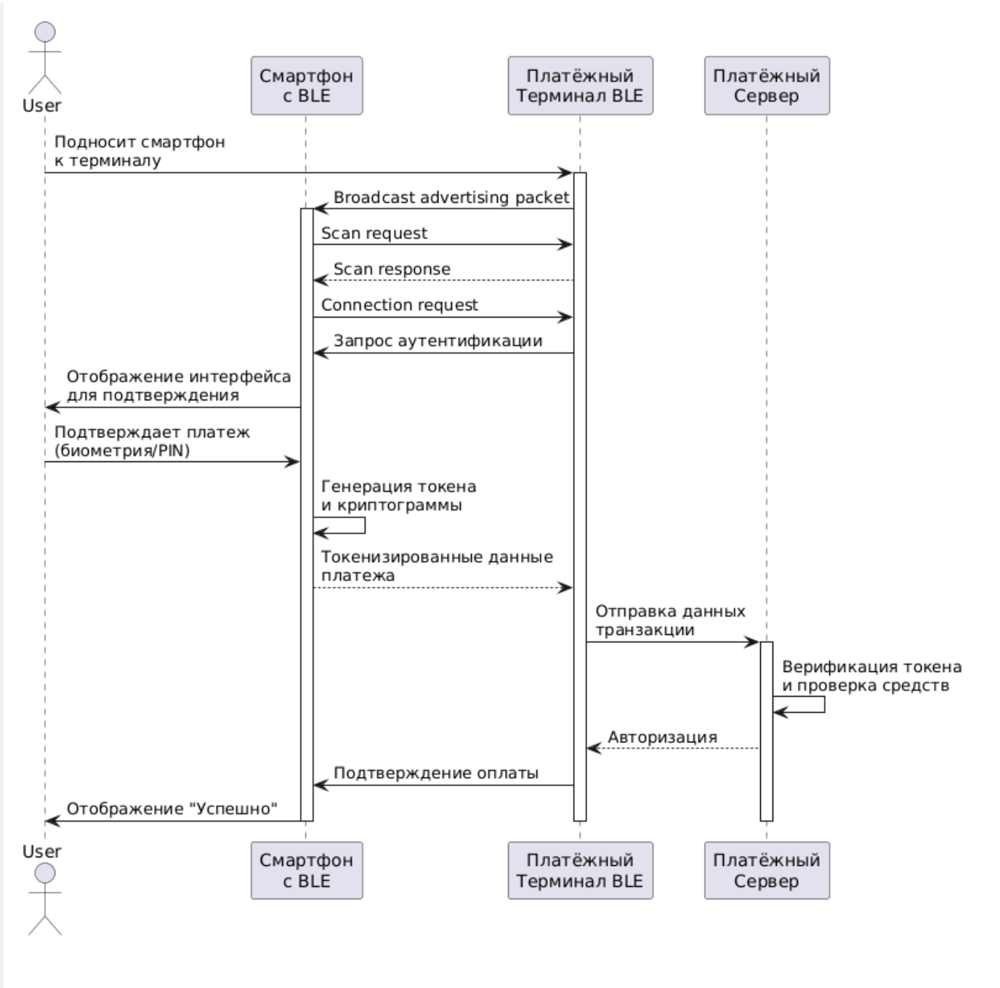 User
Смартфон
с BLE
Платёжный
Терминал BLE
Платёжный
Сервер
Подносит смартфон
к терминалу
Broadcast advertising packet
Scan request
Scan response
Connection request
Запрос аутентификации
Отображение интерфейса
для подтверждения
Подтверждает платеж
(биометрия/PIN)
Генерация токена
и криптограммы
Токенизированные данные
платежа
Отправка данных
транзакции
Верификация токена
и проверка средств
Авторизация
Подтверждение оплаты
Отображение "Успешно"
User
Смартфон
с BLE
Платёжный
Терминал BLE
Платёжный
Сервер